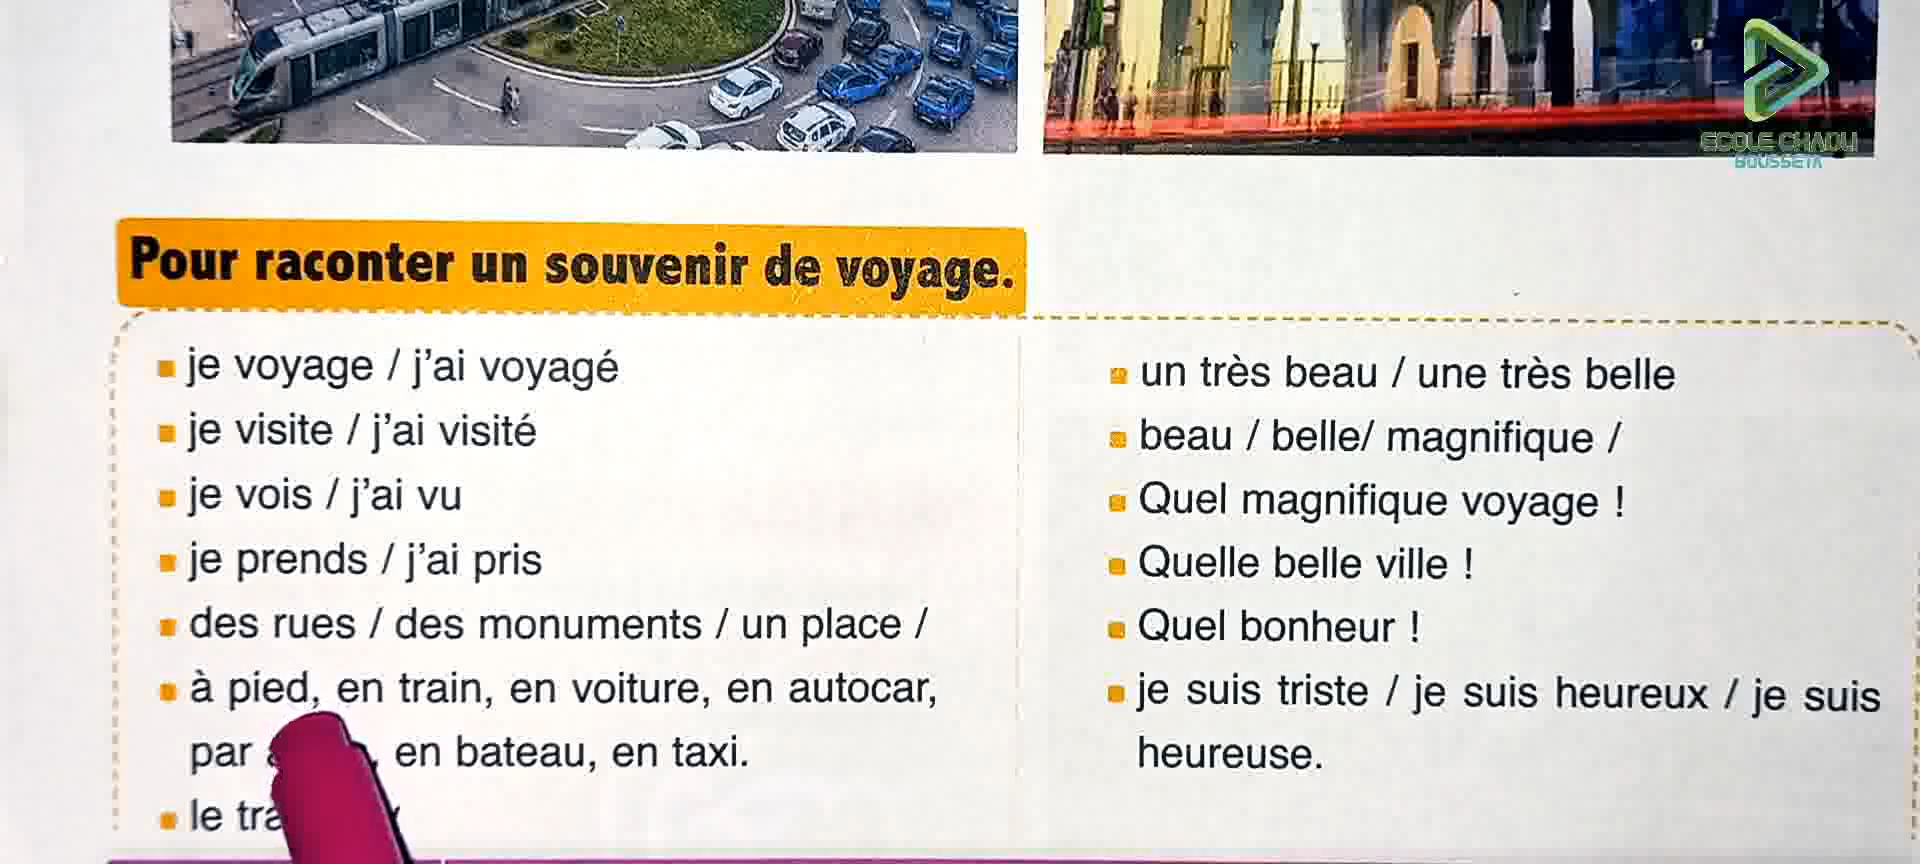 ECOLE CHAOLI
BOUSSETA
Pour raconter un souvenir de voyage.
je voyage / j’ai voyagé
je visite / j’ai visité
je vois / j’ai vu
je prends / j’ai pris
des rues / des monuments / un place /
à pied, en train, en voiture, en autocar,
par en bateau, en taxi.
le
un très beau / une très belle
beau / belle/ magnifique /
Quel magnifique voyage !
Quelle belle ville !
Quel bonheur !
je suis triste / je suis heureux / je suis
heureuse.